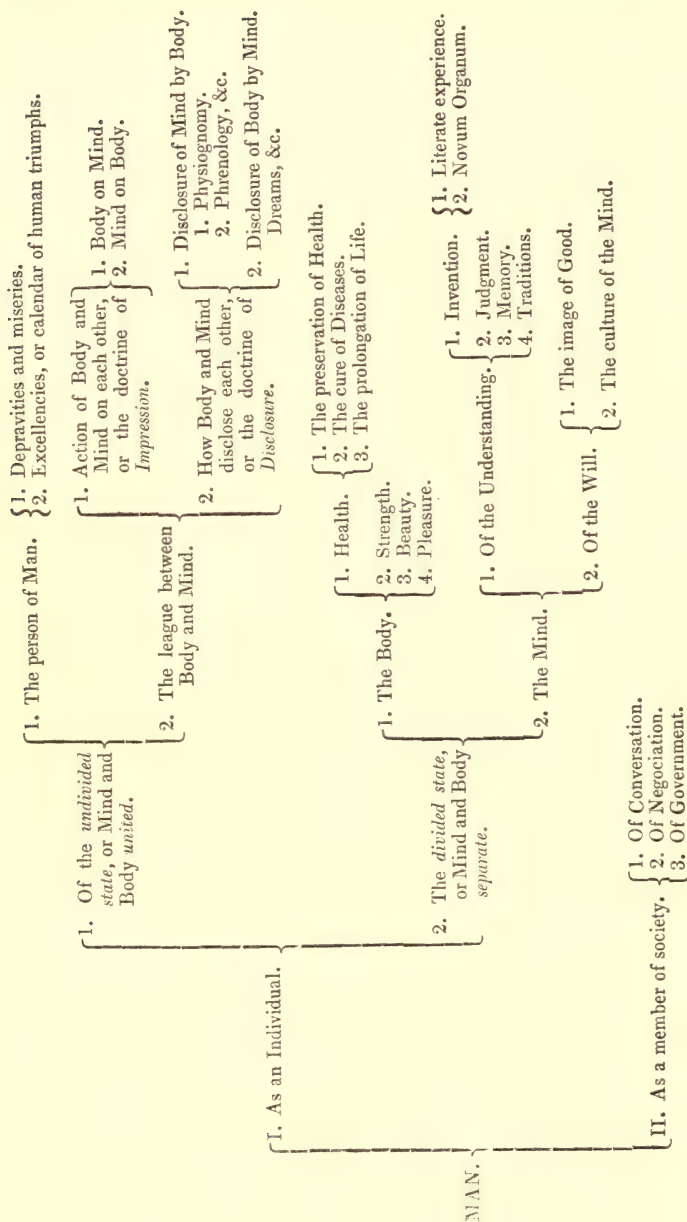 MAN.
I. As an Individual.
1. Of the undivided
state, or Mind and
Body united.
1. The person of Man.
1. Depravities and miseries.
2. Excellencies, or calendar of human triumphs.
2. The league between
Body and Mind.
1. Action of Body and
Mind on each other,
or the doctrine of
Impression.
1. Body on Mind.
2. Mind on Body.
2. How Body and Mind
disclose each other,
or the doctrine of
Disclosure.
1. Disclosure of Mind by Body.
1. Physiognomy.
2. Phrenology, &c.
2. Disclosure of Body by Mind.
Dreams, &c.
2. The divided state,
or Mind and Body
separate.
1. The Body.
1. Health.
1. The preservation of Health.
2. The cure of Diseases.
3. The prolongation of Life.
2. Strength.
3. Beauty.
4. Pleasure.
2. The Mind.
1. Of the Understanding.
1. Invention.
1. Literate experience.
2. Novum Organum.
2. Judgment.
3. Memory.
4. Traditions.
2. Of the Will.
1. The image of Good.
2. The culture of the Mind.
II. As a member of society.
1. Of Conversation.
2. Of Negociation.
3. Of Government.